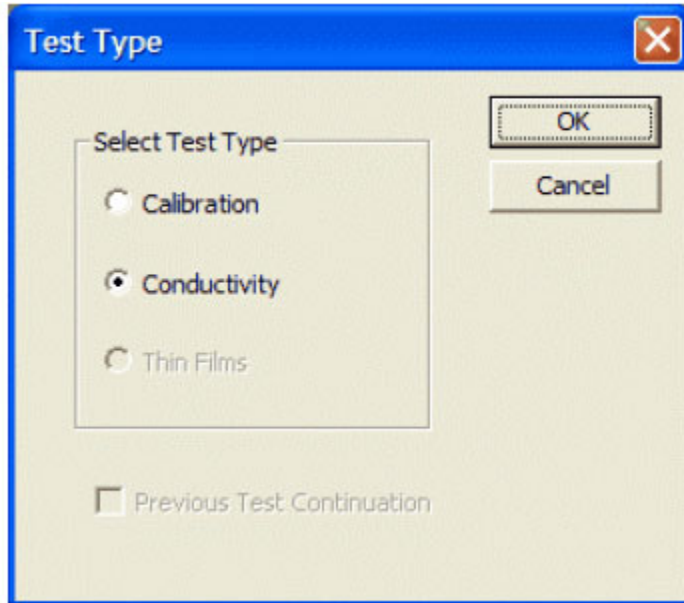 Test Type
Select Test Type
OK
Calibration
Cancel
Conductivity
Thin Films
Previous Test Continuation